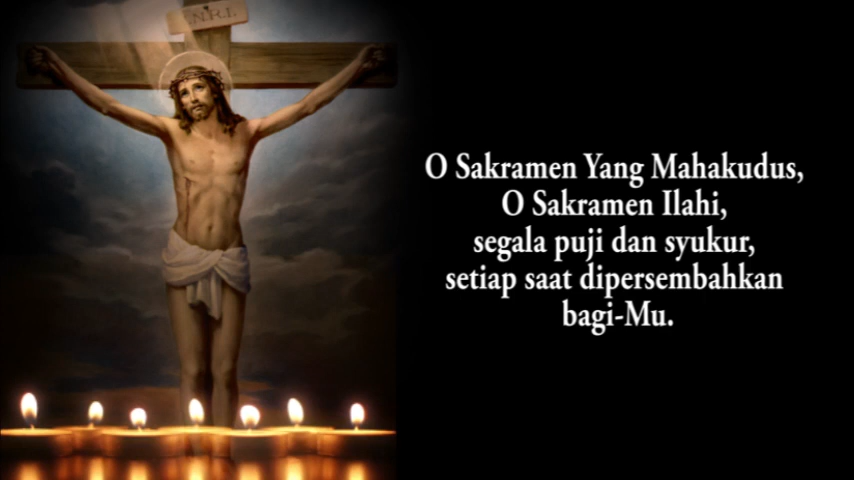 I.N.R.I.
O Sakramen Yang Mahakudus,
O Sakramen Ilahi,
segala puji dan syukur,
setiap saat dipersembahkan
bagi-Mu.